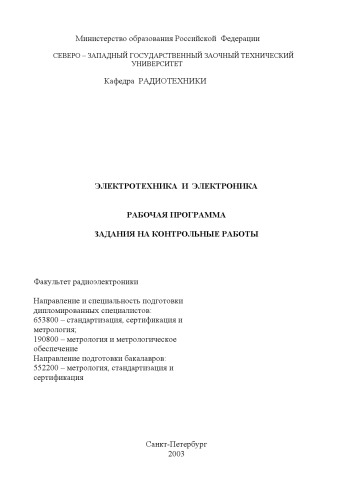 Министерство образования Российской Федерации
СЕВЕРО – ЗАПАДНЫЙ ГОСУДАРСТВЕННЫЙ ЗАОЧНЫЙ ТЕХНИЧЕСКИЙ
УНИВЕРСИТЕТ
Кафедра РАДИОТЕХНИКИ
ЭЛЕКТРОТЕХНИКА И ЭЛЕКТРОНИКА
РАБОЧАЯ ПРОГРАММА
ЗАДАНИЯ НА КОНТРОЛЬНЫЕ РАБОТЫ
Факультет радиоэлектроники
Направление и специальность подготовки
дипломированных специалистов:
653800 – стандартизация, сертификация и
метрология;
190800 – метрология и метрологическое
обеспечение
Направление подготовки бакалавров:
552200 – метрология, стандартизация и
сертификация
Санкт-Петербург
2003